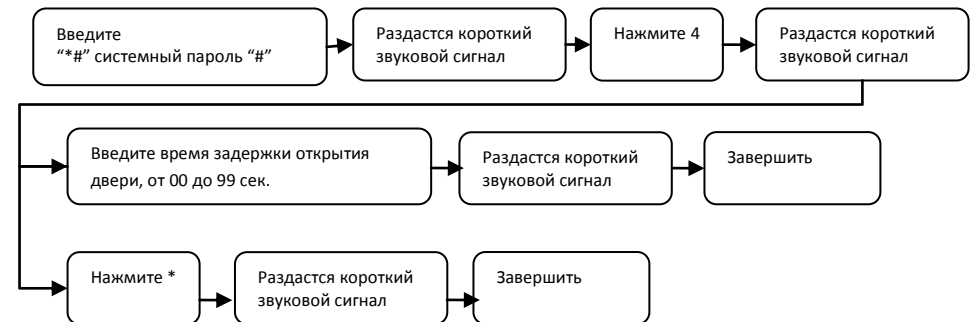 Введите
“*#” системный пароль “#”
Раздастся короткий
звуковой сигнал
Нажмите 4
Раздастся короткий
звуковой сигнал
Введите время задержки открытия
двери, от 00 до 99 сек.
Раздастся короткий
звуковой сигнал
Завершить
Нажмите *
Раздастся короткий
звуковой сигнал
Завершить